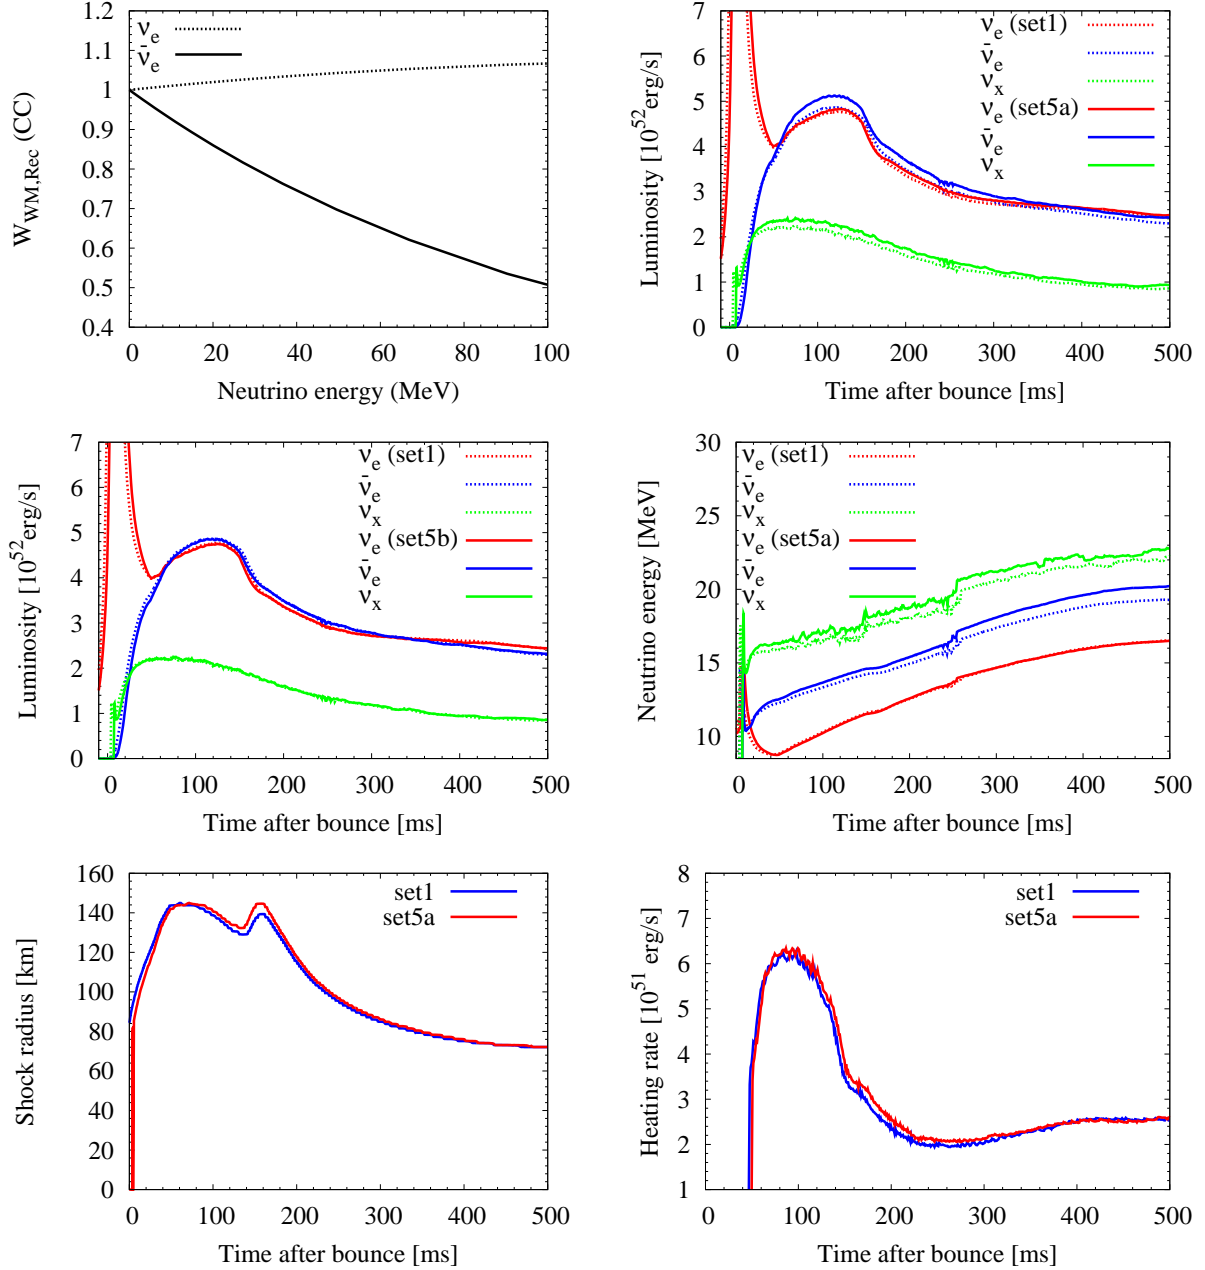 1.2
1.1
1
0.9
0.8
0.7
0.6
0.5
0.4
0 20 40 60 80 100
W_WM,Rec (CC)
Neutrino energy (MeV)
ν_e
ν̄_e
7
6
5
4
3
2
1
0
0 100 200 300 400 500
Luminosity [10^52 erg/s]
Time after bounce [ms]
ν_e (set1)
ν̄_e
ν_x
ν_e (set5a)
ν̄_e
ν_x
7
6
5
4
3
2
1
0
0 100 200 300 400 500
Luminosity [10^52 erg/s]
Time after bounce [ms]
ν_e (set1)
ν̄_e
ν_x
ν_e (set5b)
ν̄_e
ν_x
30
25
20
15
10
0 100 200 300 400 500
Neutrino energy [MeV]
Time after bounce [ms]
ν_e (set1)
ν̄_e
ν_x
ν_e (set5a)
ν̄_e
ν_x
160
140
120
100
80
60
40
20
0
0 100 200 300 400 500
Shock radius [km]
Time after bounce [ms]
set1
set5a
8
7
6
5
4
3
2
1
0 100 200 300 400 500
Heating rate [10^51 erg/s]
Time after bounce [ms]
set1
set5a